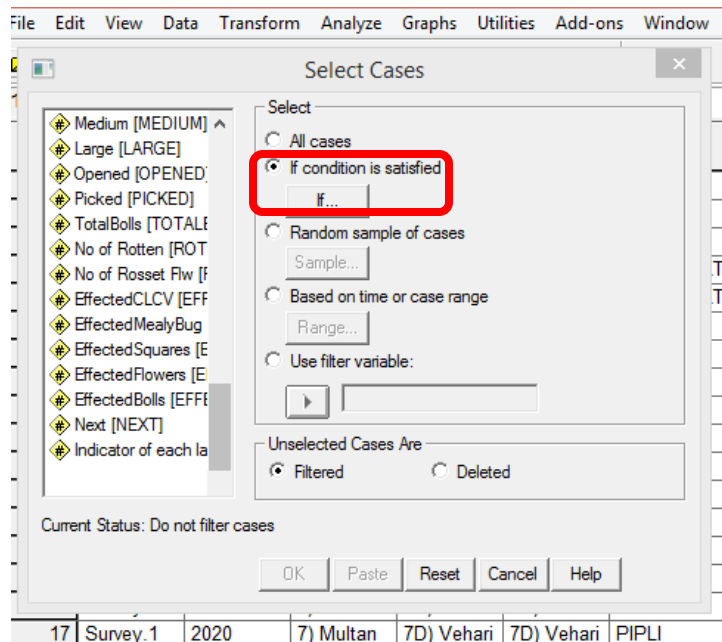 File Edit View Data Transform Analyze Graphs Utilities Add-ons Window
Select Cases
Medium [MEDIUM]
Large [LARGE]
Opened [OPENED]
Picked [PICKED]
TotalBolls [TOTALB
No of Rotten [ROT
No of Rosset Flw [F
EffectedCLCV [EFF
EffectedMealyBug
EffectedSquares [E
EffectedFlowers [E
EffectedBolls [EFFE
Next [NEXT]
Indicator of each la
Select
All cases
If condition is satisfied
If...
Random sample of cases
Sample...
Based on time or case range
Range...
Use filter variable:
Unselected Cases Are
Filtered Deleted
Current Status: Do not filter cases
OK Paste Reset Cancel Help
17 Survey.1 2020 7) Multan 7D) Vehari 7D) Vehari PIPLI